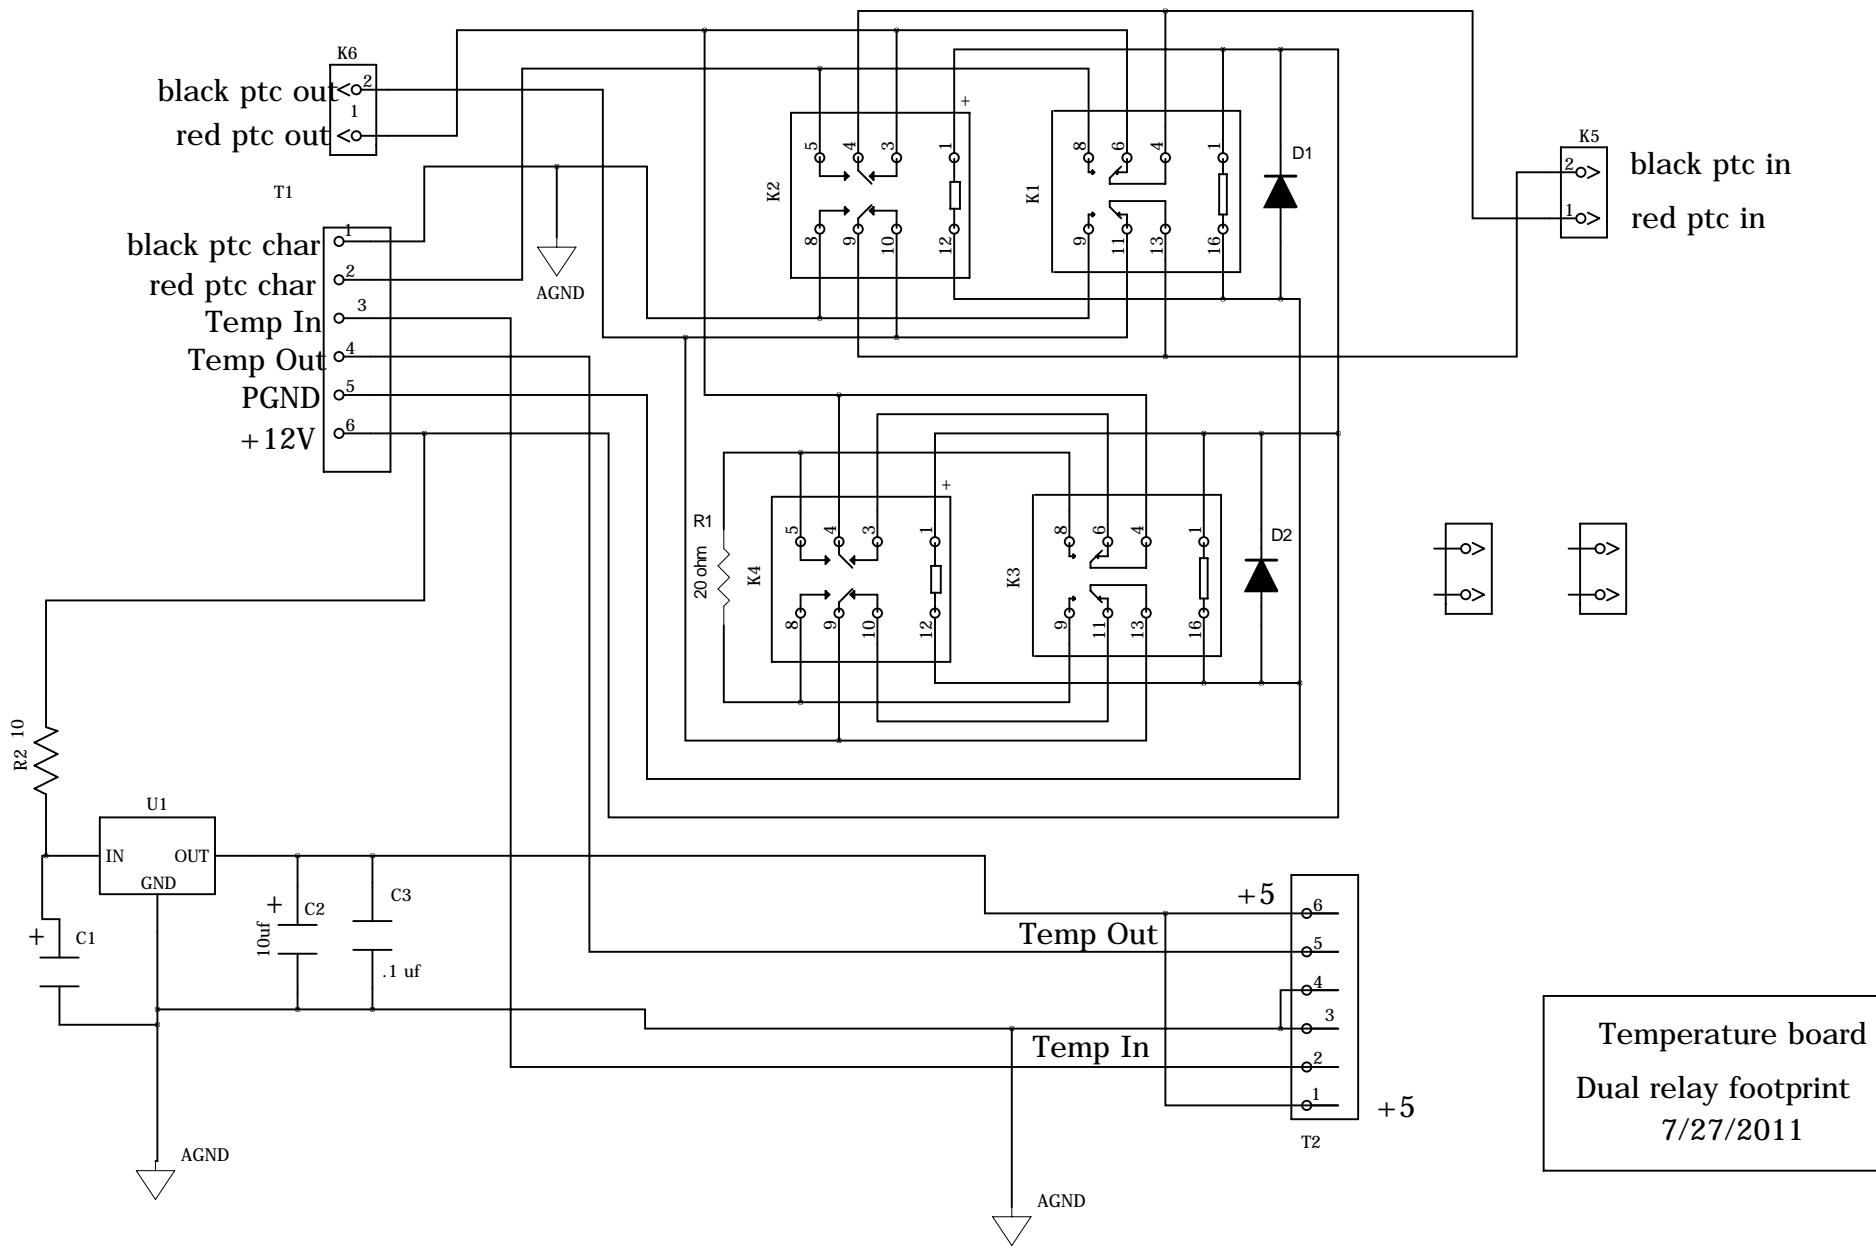 K6
black ptc out
2
1
red ptc out
T1
black ptc char
1
red ptc char
2
Temp In
3
Temp Out
4
PGND
5
+12V
6
AGND
K2
+
5
4
3
1
8
9
10
12
K1
8
6
4
1
9
11
13
16
D1
K5
2
black ptc in
1
red ptc in
R1
20 ohm
K4
+
5
4
3
1
8
9
10
12
K3
8
6
4
1
9
11
13
16
D2
R2 10
U1
IN
OUT
GND
+
C1
+
C2
10uf
C3
.1 uf
AGND
+5
6
Temp Out
5
4
3
Temp In
2
1
+5
T2
AGND
Temperature board
Dual relay footprint
7/27/2011